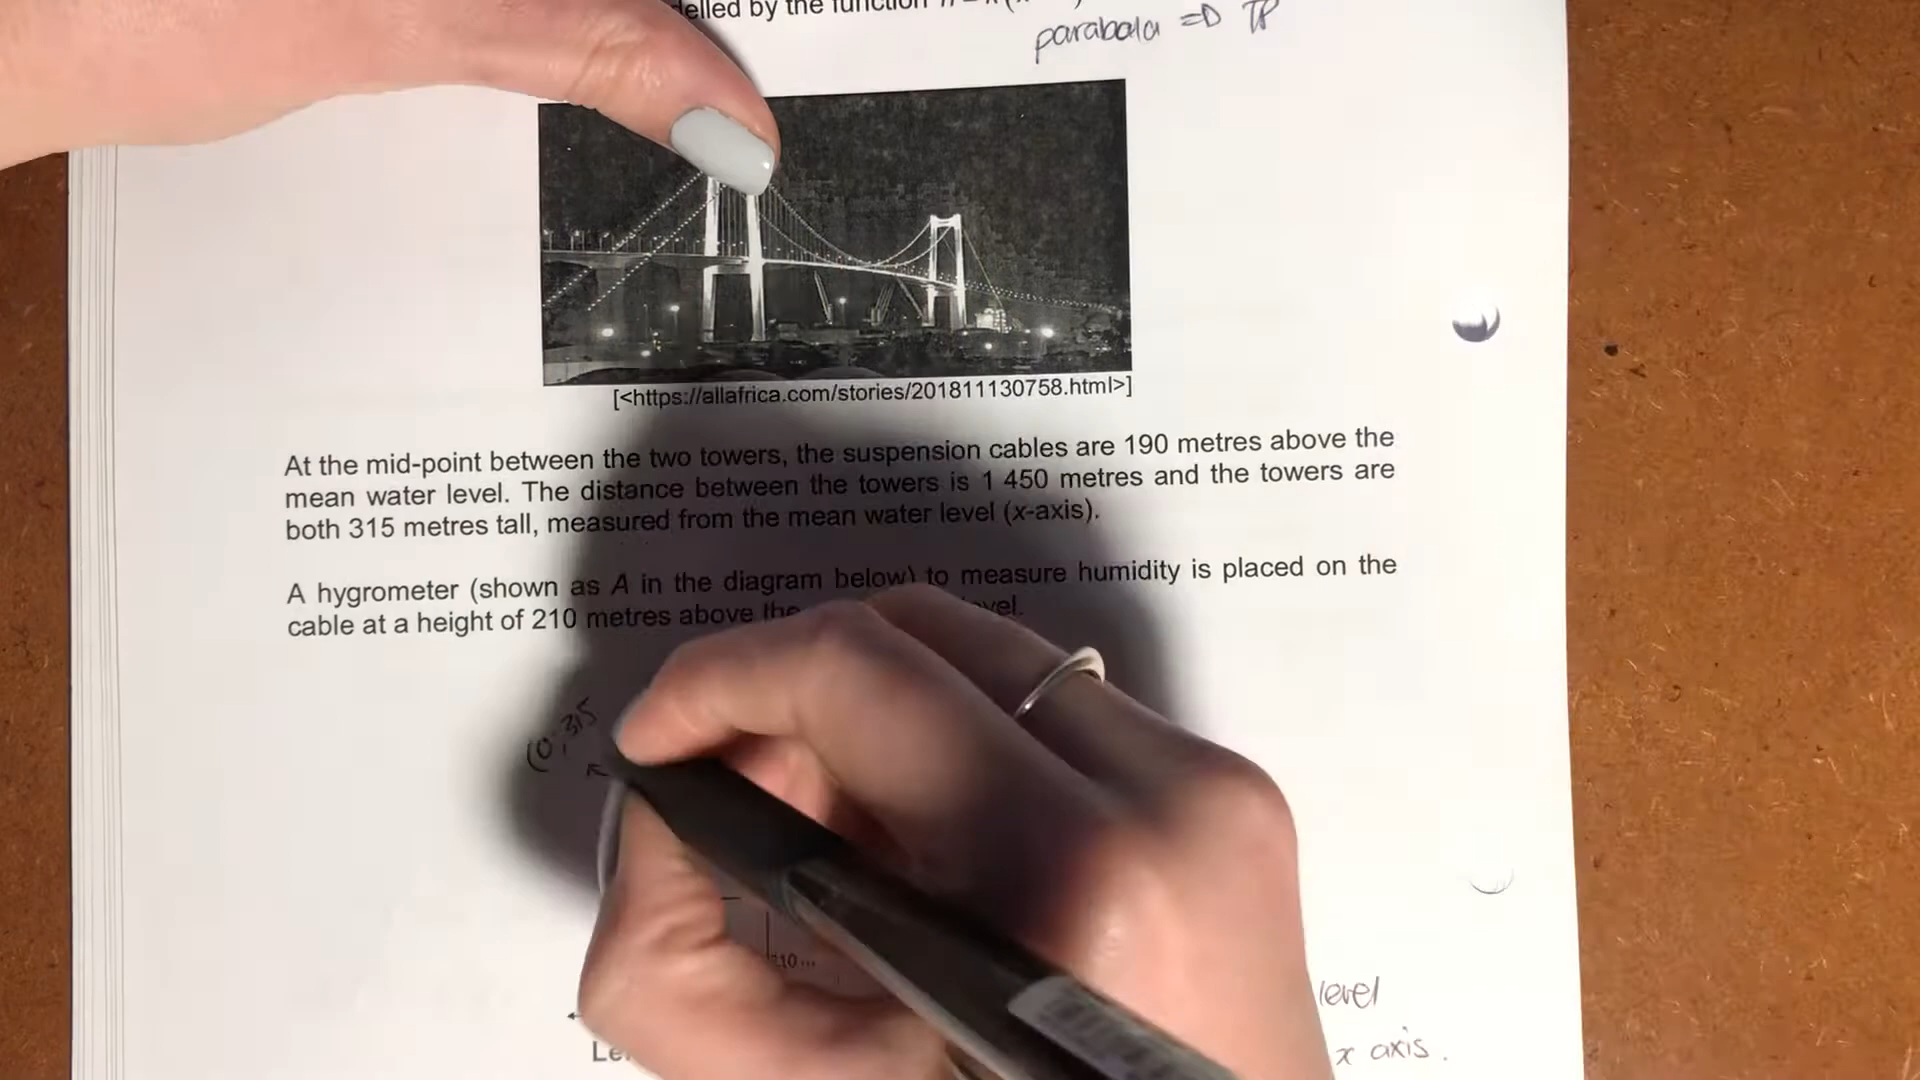 delled by the function
parabola => TP
[<https://allafrica.com/stories/201811130758.html>]
At the mid-point between the two towers, the suspension cables are 190 metres above the
mean water level. The distance between the towers is 1 450 metres and the towers are
both 315 metres tall, measured from the mean water level (x-axis).
A hygrometer (shown as A in the diagram below) to measure humidity is placed on the
cable at a height of 210 metres above the
(0;315
210...
level
x axis.